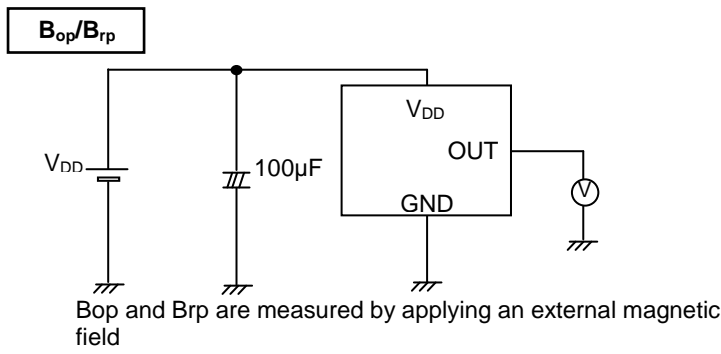 Bop/Brp
VDD
VDD
100µF
OUT
V
GND
Bop and Brp are measured by applying an external magnetic
field